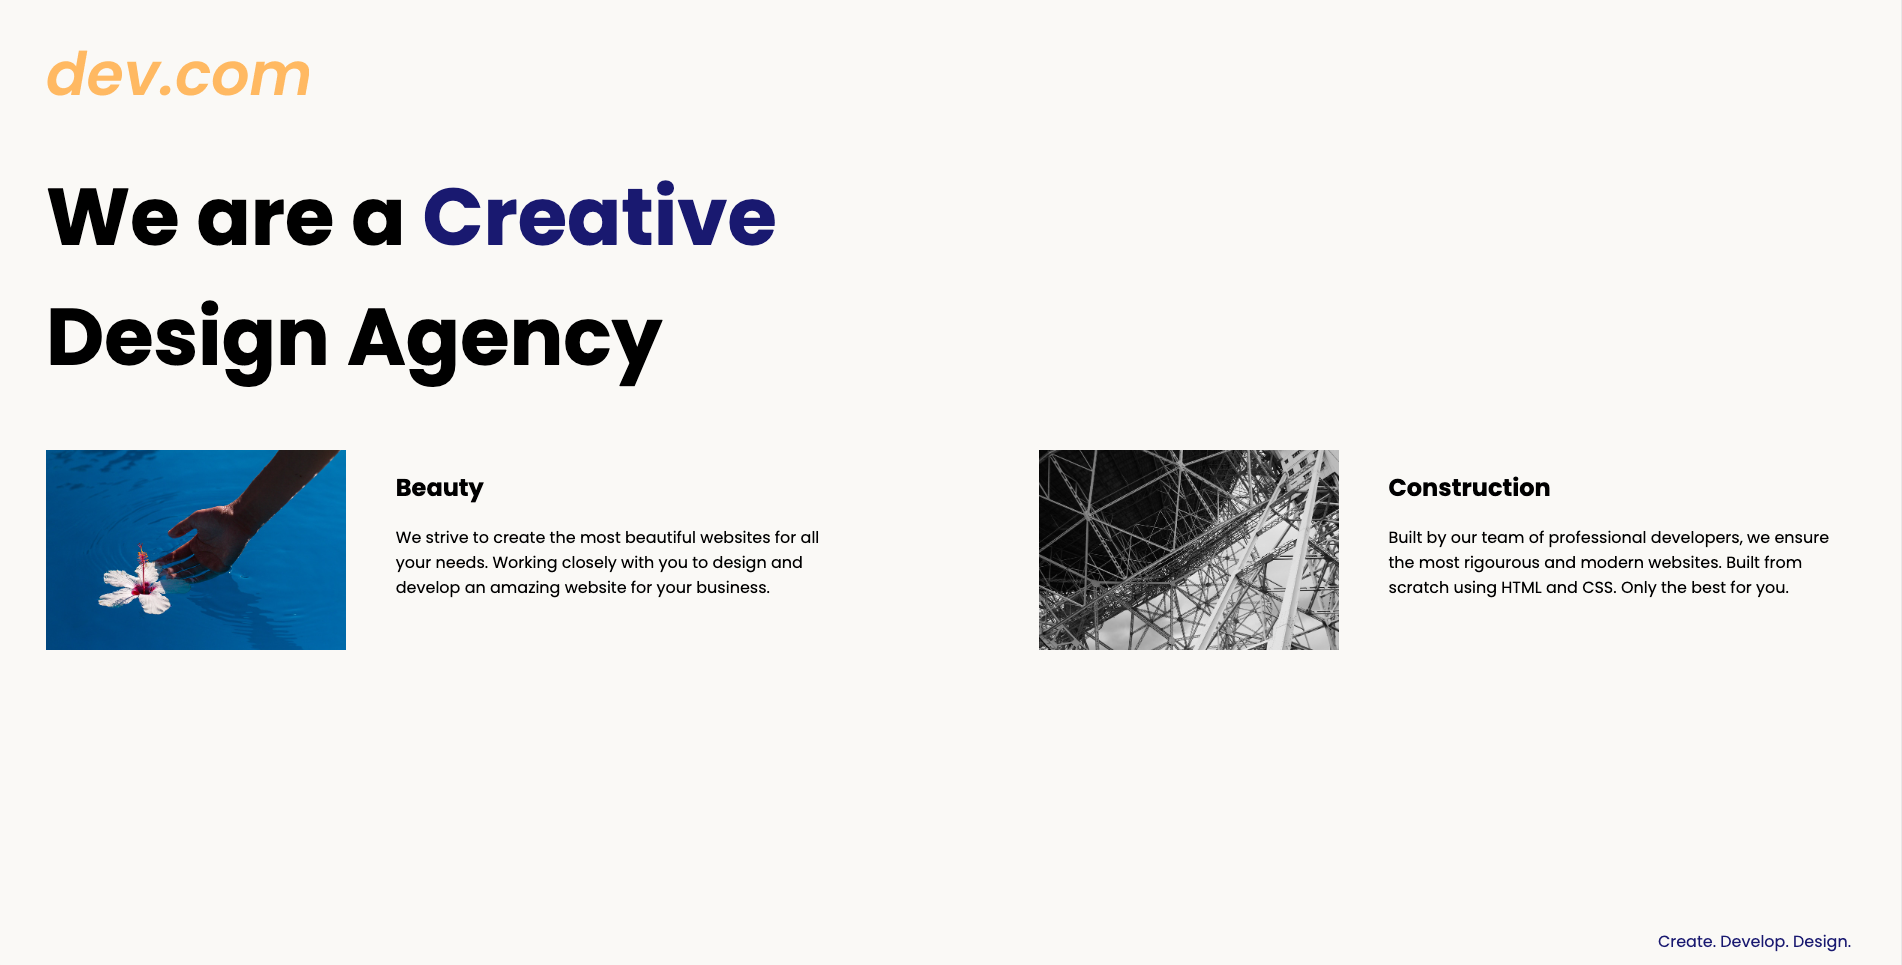 dev.com
We are a Creative
Design Agency
Beauty
We strive to create the most beautiful websites for all
your needs. Working closely with you to design and
develop an amazing website for your business.
Construction
Built by our team of professional developers, we ensure
the most rigourous and modern websites. Built from
scratch using HTML and CSS. Only the best for you.
Create. Develop. Design.